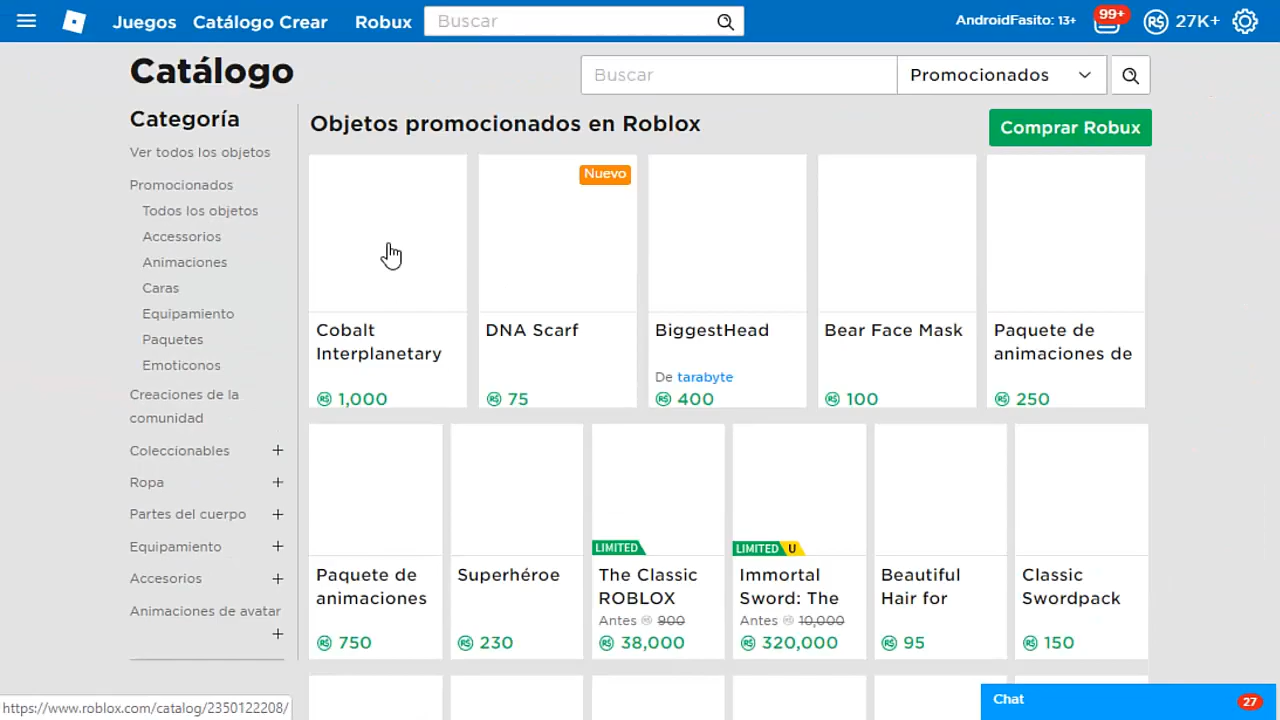 Juegos Catálogo Crear Robux Buscar AndroidFasito: 13+ 99+ 27K+
Catálogo
Buscar Promocionados
Categoría
Ver todos los objetos
Promocionados
Todos los objetos
Accessorios
Animaciones
Caras
Equipamiento
Paquetes
Emoticonos
Creaciones de la
comunidad
Coleccionables +
Ropa +
Partes del cuerpo +
Equipamiento +
Accesorios +
Animaciones de avatar
+
Objetos promocionados en Roblox
Comprar Robux
Cobalt
Interplanetary
1,000
Nuevo
DNA Scarf
75
BiggestHead
De tarabyte
400
Bear Face Mask
100
Paquete de
animaciones de
250
Paquete de
animaciones
750
Superhéroe
230
LIMITED
The Classic
ROBLOX
Antes 900
38,000
LIMITED U
Immortal
Sword: The
Antes 10,000
320,000
Beautiful
Hair for
95
Classic
Swordpack
150
https://www.roblox.com/catalog/2350122208/
Chat 27